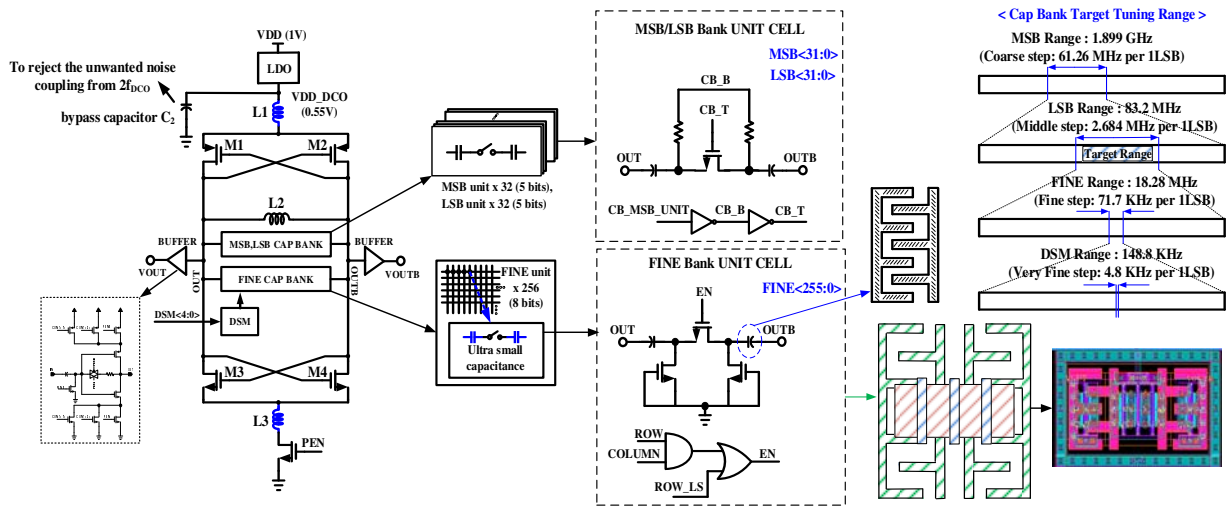 VDD (1V)
LDO
To reject the unwanted noise
coupling from 2fDCO
bypass capacitor C2
VDD_DCO
(0.55V)
L1
M1
M2
L2
MSB,LSB CAP BANK
BUFFER
BUFFER
VOUT
OUT
OUTB
VOUTB
FINE CAP BANK
DSM<4:0>
DSM
M3
M4
L3
PEN
MSB unit x 32 (5 bits),
LSB unit x 32 (5 bits)
FINE unit
x 256
(8 bits)
Ultra small
capacitance
MSB/LSB Bank UNIT CELL
MSB<31:0>
LSB<31:0>
CB_B
CB_T
OUT
OUTB
CB_MSB_UNIT
CB_B
CB_T
FINE Bank UNIT CELL
FINE<255:0>
EN
OUT
OUTB
ROW
COLUMN
EN
ROW_LS
< Cap Bank Target Tuning Range >
MSB Range : 1.899 GHz
(Coarse step: 61.26 MHz per 1LSB)
LSB Range : 83.2 MHz
(Middle step: 2.684 MHz per 1LSB)
Target Range
FINE Range : 18.28 MHz
(Fine step: 71.7 KHz per 1LSB)
DSM Range : 148.8 KHz
(Very Fine step: 4.8 KHz per 1LSB)